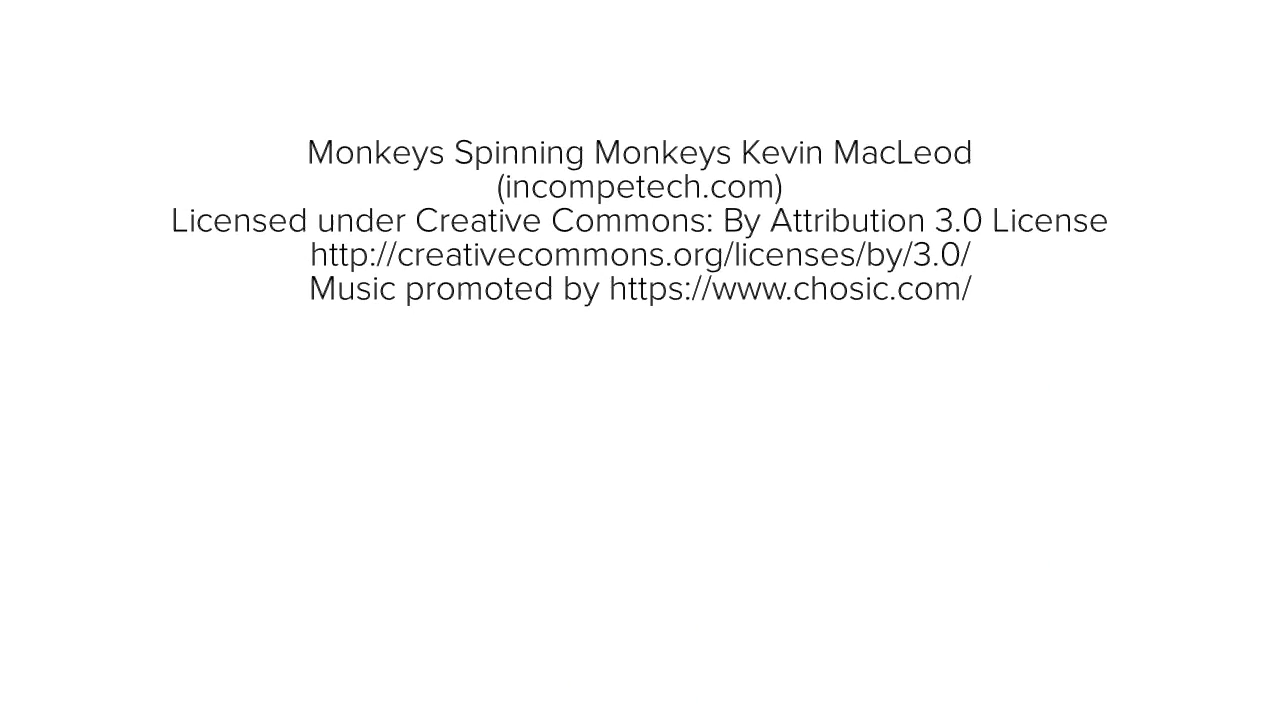 Monkeys Spinning Monkeys Kevin MacLeod
(incompetech.com)
Licensed under Creative Commons: By Attribution 3.0 License
http://creativecommons.org/licenses/by/3.0/
Music promoted by https://www.chosic.com/